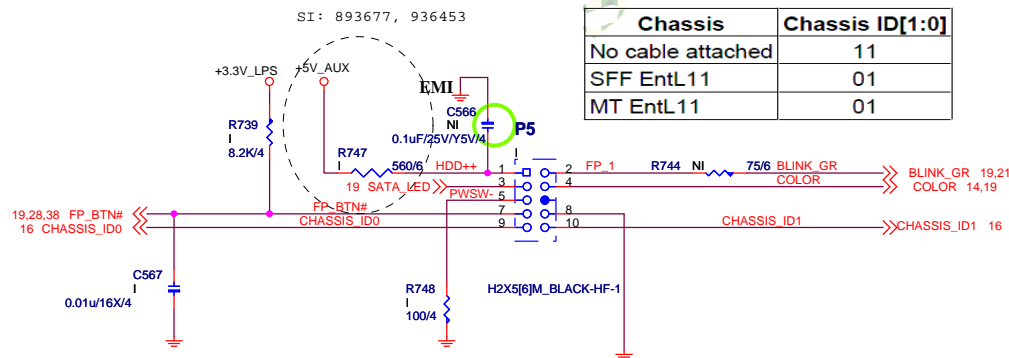 SI: 893677, 936453
Chassis Chassis ID[1:0]
No cable attached 11
SFF EntL11 01
MT EntL11 01
+3.3V_LPS
+5V_AUX
EMI
C566
NI
0.1uF/25V/Y5V/4
P5
I
R739
I
8.2K/4
R747
I
560/6
HDD++
1
2
FP_1
R744
NI
75/6
BLINK_GR
BLINK_GR 19,21
19 SATA_LED
3
4
COLOR
COLOR 14,19
PWSW-
5
19,28,38 FP_BTN#
FP_BTN#
7
8
16 CHASSIS_ID0
CHASSIS_ID0
9
10
CHASSIS_ID1
CHASSIS_ID1 16
C567
I
0.01u/16X/4
R748
I
100/4
H2X5[6]M_BLACK-HF-1